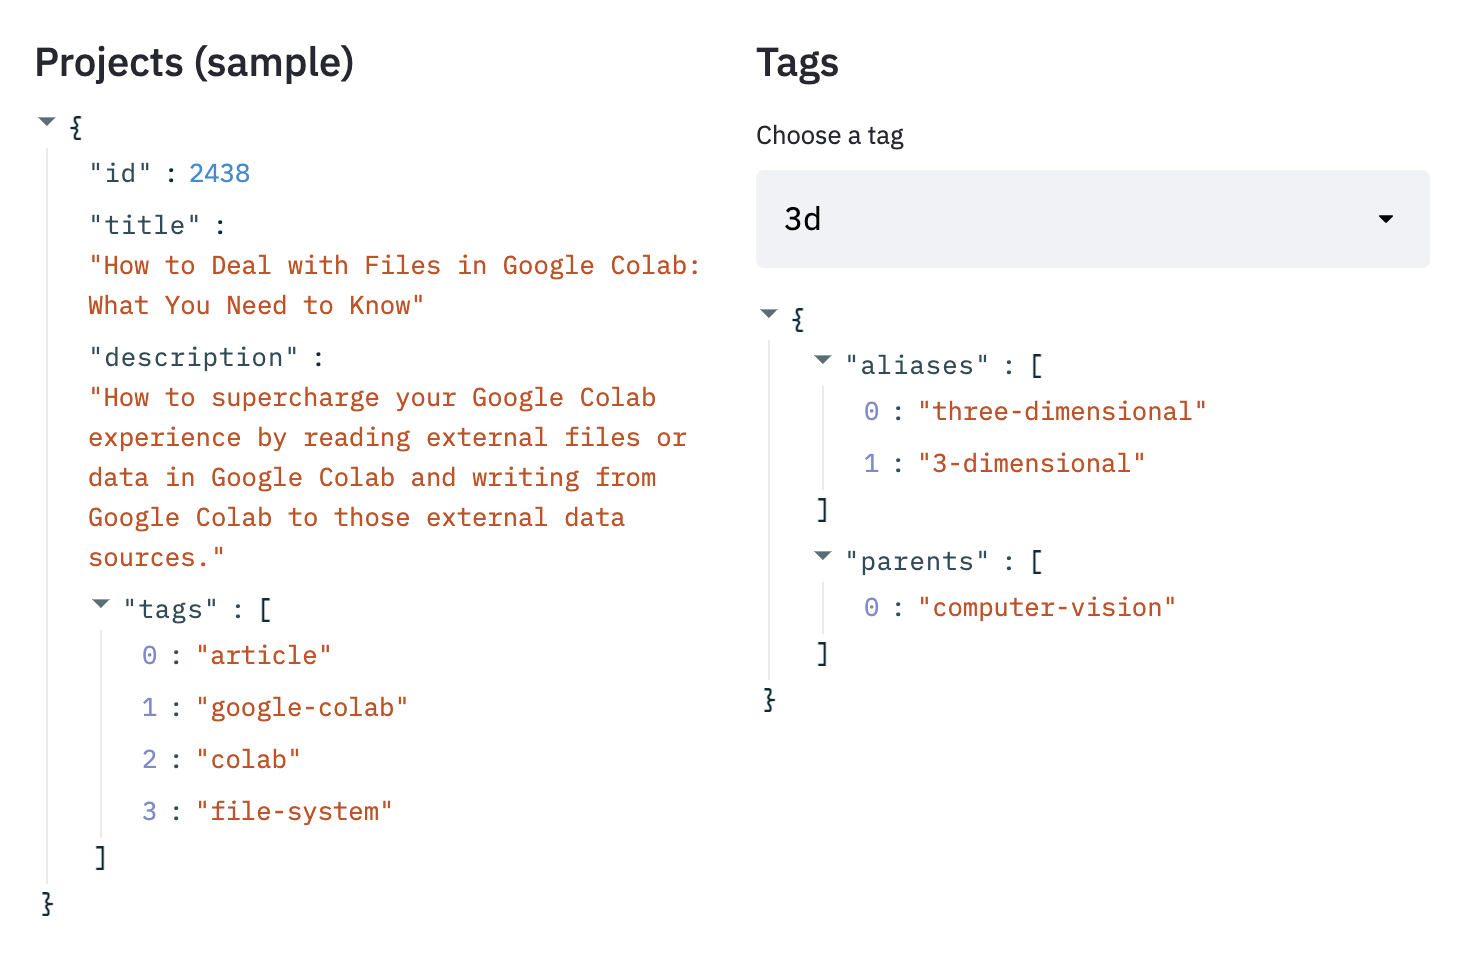 Projects (sample)
{
"id" : 2438
"title" :
"How to Deal with Files in Google Colab:
What You Need to Know"
"description" :
"How to supercharge your Google Colab
experience by reading external files or
data in Google Colab and writing from
Google Colab to those external data
sources."
"tags" : [
0 : "article"
1 : "google-colab"
2 : "colab"
3 : "file-system"
]
}
Tags
Choose a tag
3d
{
"aliases" : [
0 : "three-dimensional"
1 : "3-dimensional"
]
"parents" : [
0 : "computer-vision"
]
}